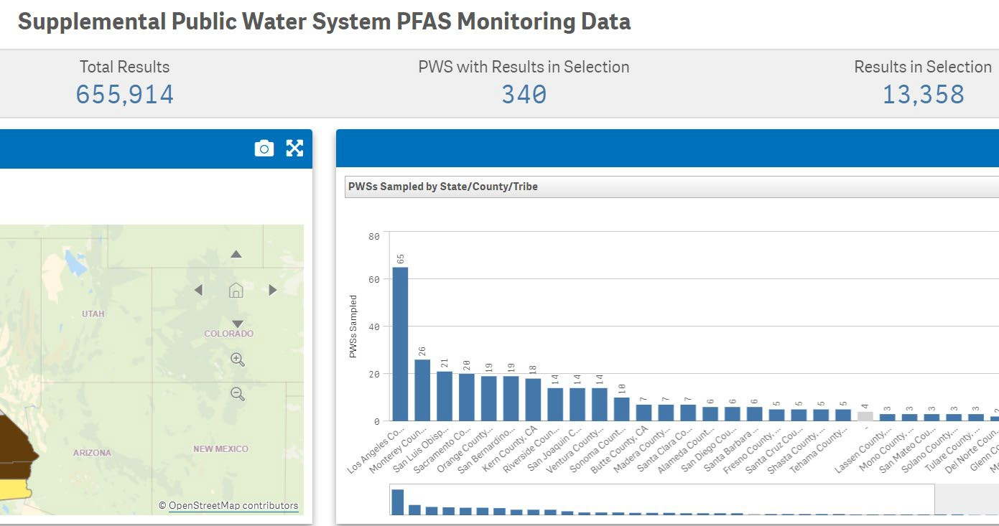 Supplemental Public Water System PFAS Monitoring Data
Total Results
655,914
PWS with Results in Selection
340
Results in Selection
13,358
UTAH
COLORADO
ARIZONA
NEW MEXICO
© OpenStreetMap contributors
PWSs Sampled by State/County/Tribe
PWSs Sampled
80
60
40
20
0
65
26
21
20
19
19
18
14
14
14
10
7
7
7
6
6
6
5
5
5
5
4
3
3
3
3
3
2
Los Angeles Co...
Monterey Coun...
San Luis Obisp...
Sacramento Co...
Orange County...
San Bernardino...
Kern County, CA
Riverside Coun...
San Joaquin C...
Ventura County...
Sonoma Count...
Butte County, CA
Madera County...
Santa Clara Co...
Alameda Count...
San Diego Cou...
Santa Barbara ...
Fresno County, ...
Santa Cruz Cou...
Shasta County, ...
Tehama County...
-
Lassen County,...
Mono County, ...
San Mateo Cou...
Solano County,...
Tulare County, ...
Del Norte Coun..
Glenn Co